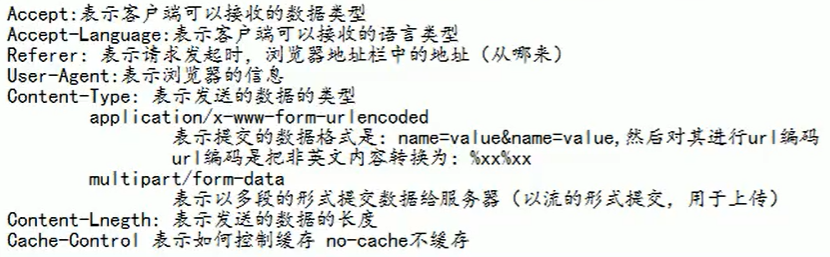 Accept:表示客户端可以接收的数据类型
Accept-Language:表示客户端可以接收的语言类型
Referer: 表示请求发起时, 浏览器地址栏中的地址（从哪来）
User-Agent:表示浏览器的信息
Content-Type: 表示发送的数据的类型
application/x-www-form-urlencoded
表示提交的数据格式是: name=value&name=value,然后对其进行url编码
url编码是把非英文内容转换为: %xx%xx
multipart/form-data
表示以多段的形式提交数据给服务器（以流的形式提交, 用于上传）
Content-Lnegth: 表示发送的数据的长度
Cache-Control 表示如何控制缓存 no-cache不缓存